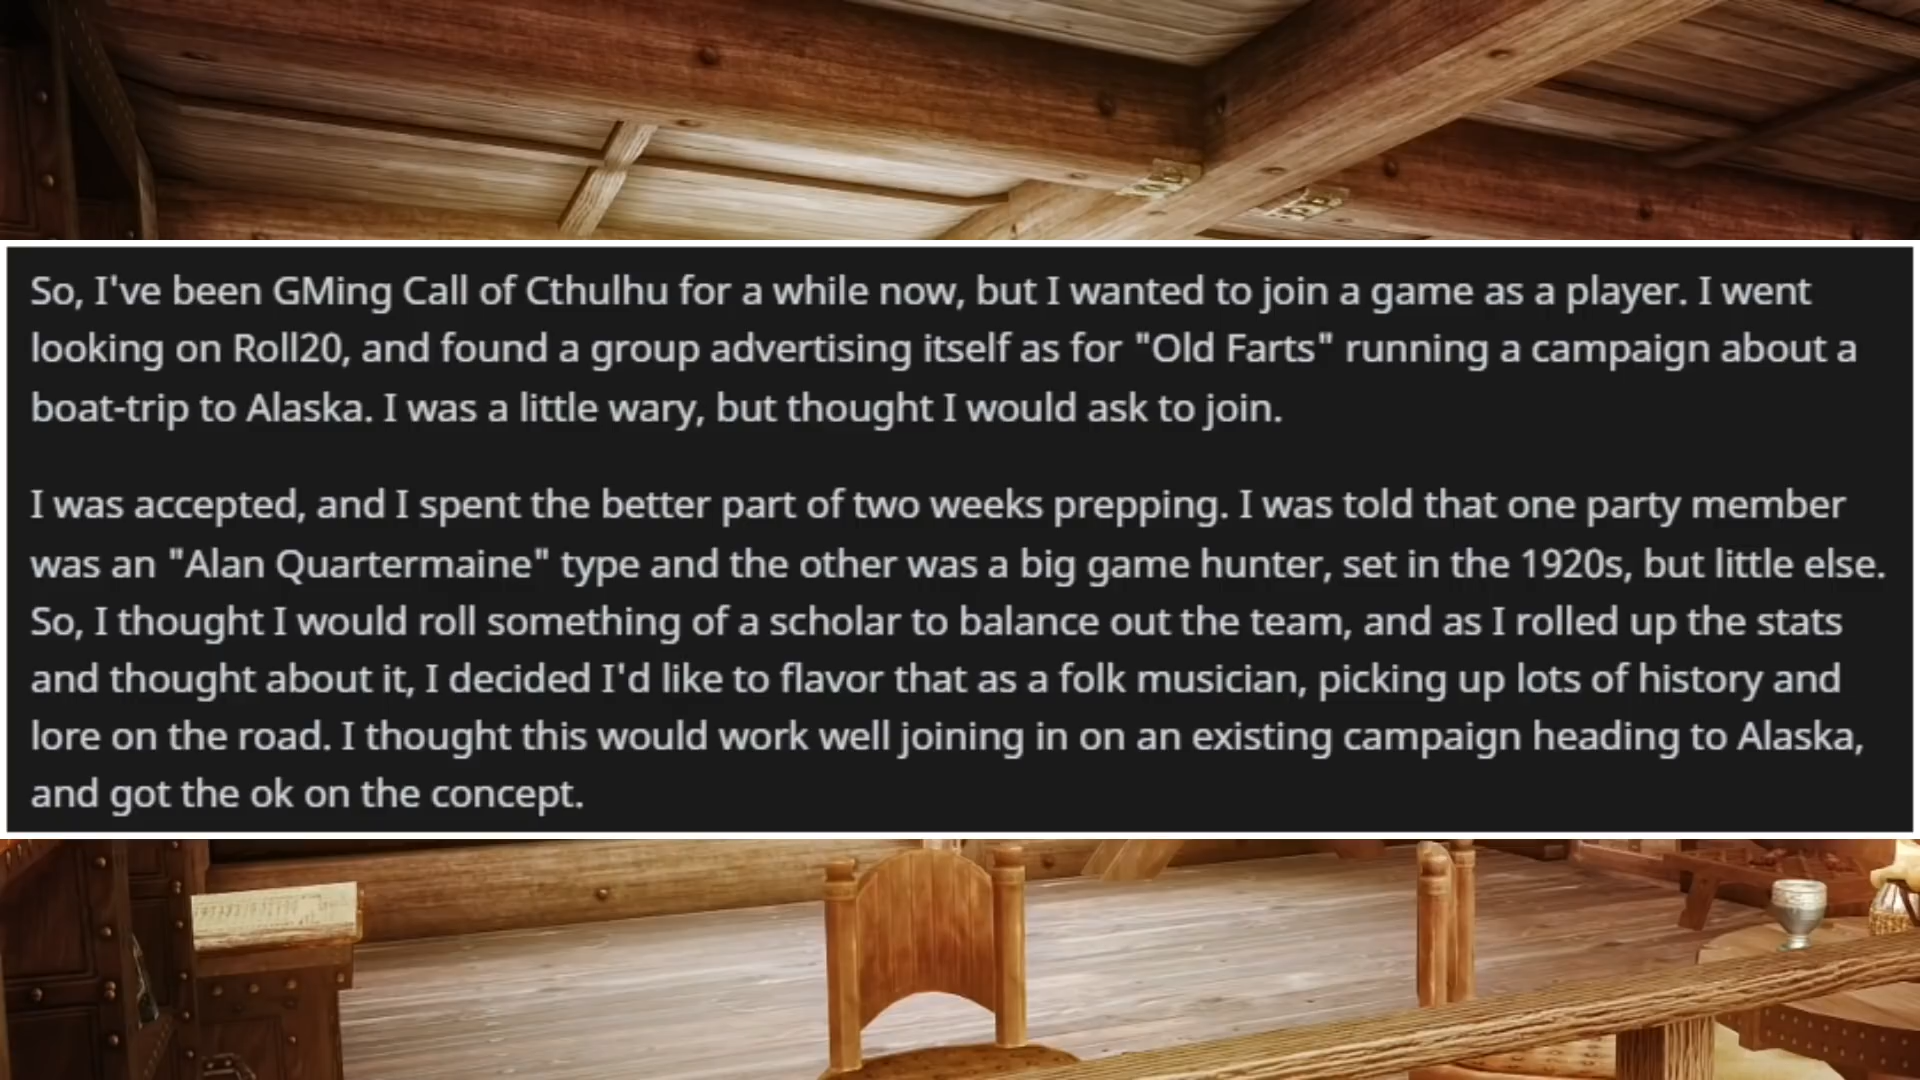 So, I've been GMing Call of Cthulhu for a while now, but I wanted to join a game as a player. I went
looking on Roll20, and found a group advertising itself as for "Old Farts" running a campaign about a
boat-trip to Alaska. I was a little wary, but thought I would ask to join.
I was accepted, and I spent the better part of two weeks prepping. I was told that one party member
was an "Alan Quartermaine" type and the other was a big game hunter, set in the 1920s, but little else.
So, I thought I would roll something of a scholar to balance out the team, and as I rolled up the stats
and thought about it, I decided I'd like to flavor that as a folk musician, picking up lots of history and
lore on the road. I thought this would work well joining in on an existing campaign heading to Alaska,
and got the ok on the concept.